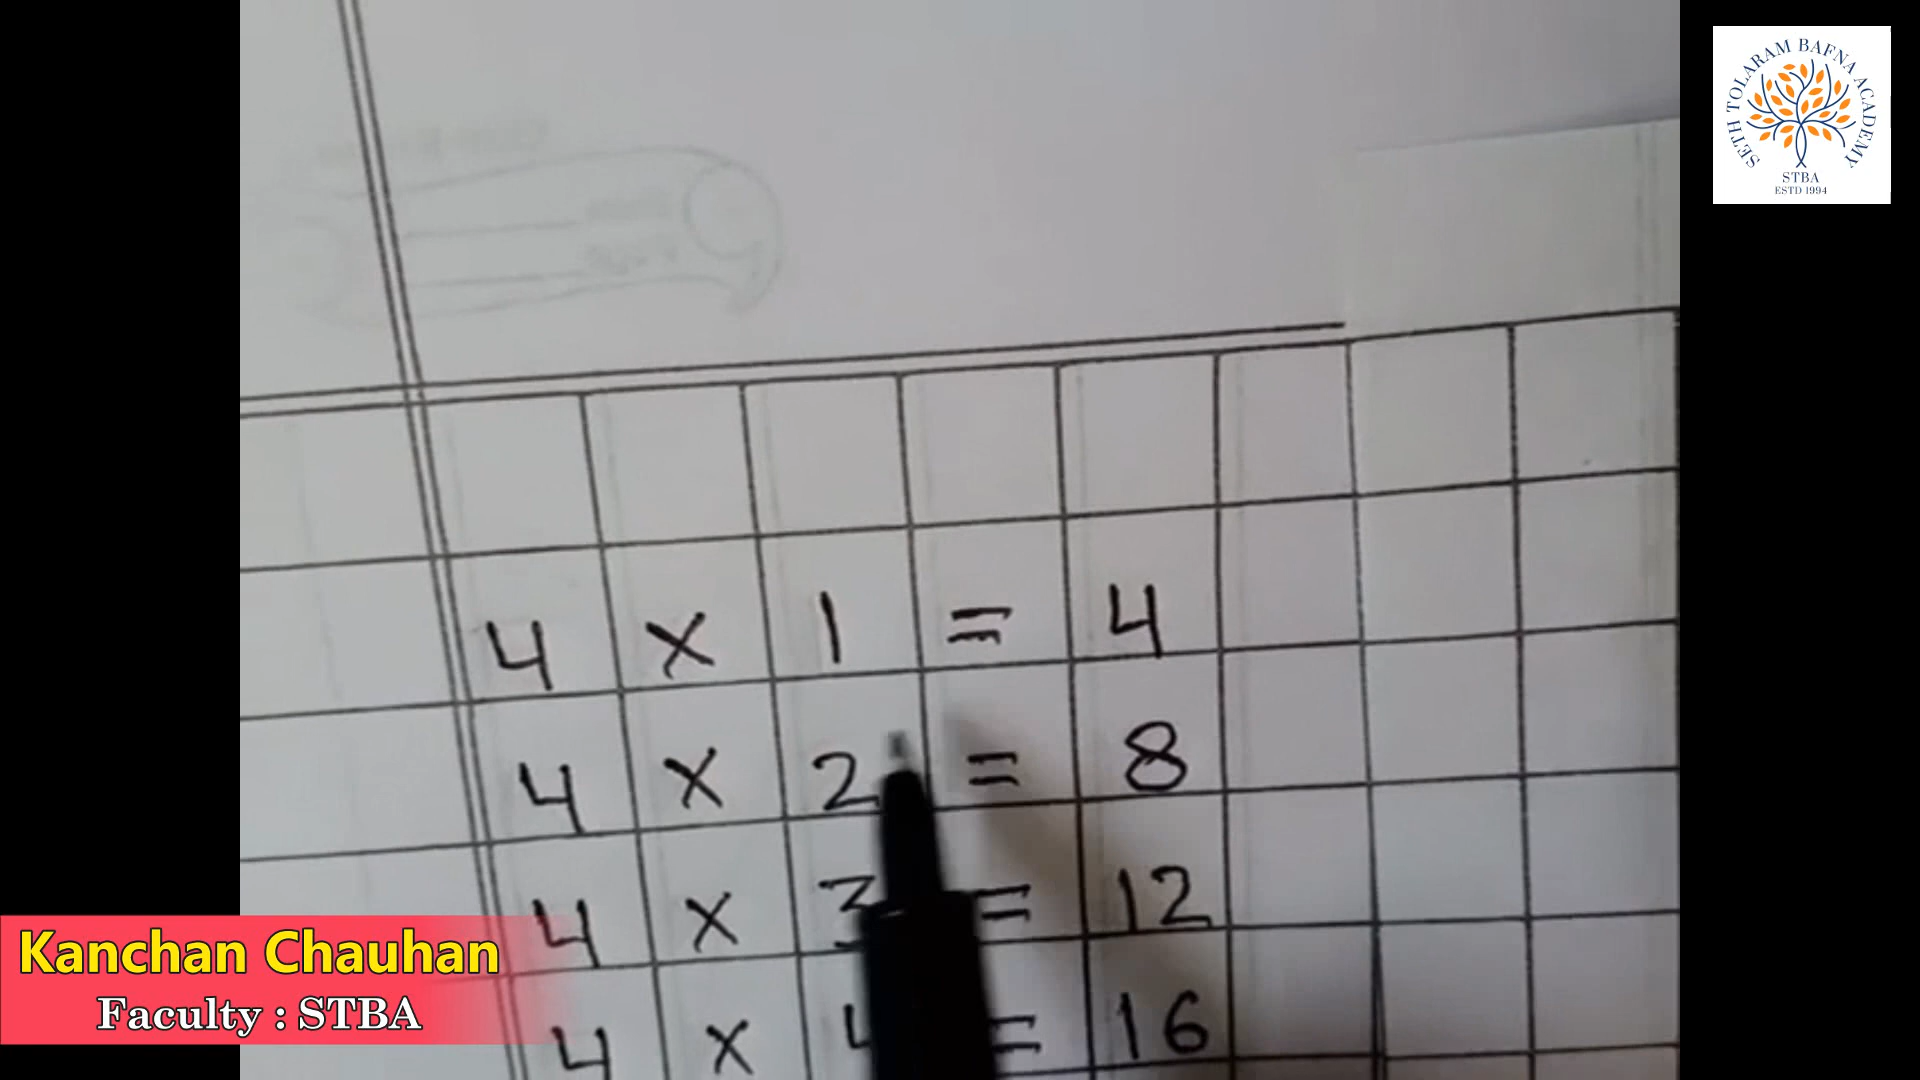 SETH TOLARAM BAFNA ACADEMY
STBA
ESTD 1994
4 × 1 = 4
4 × 2 = 8
4 × 3 = 12
4 × 4 = 16
Kanchan Chauhan
Faculty : STBA